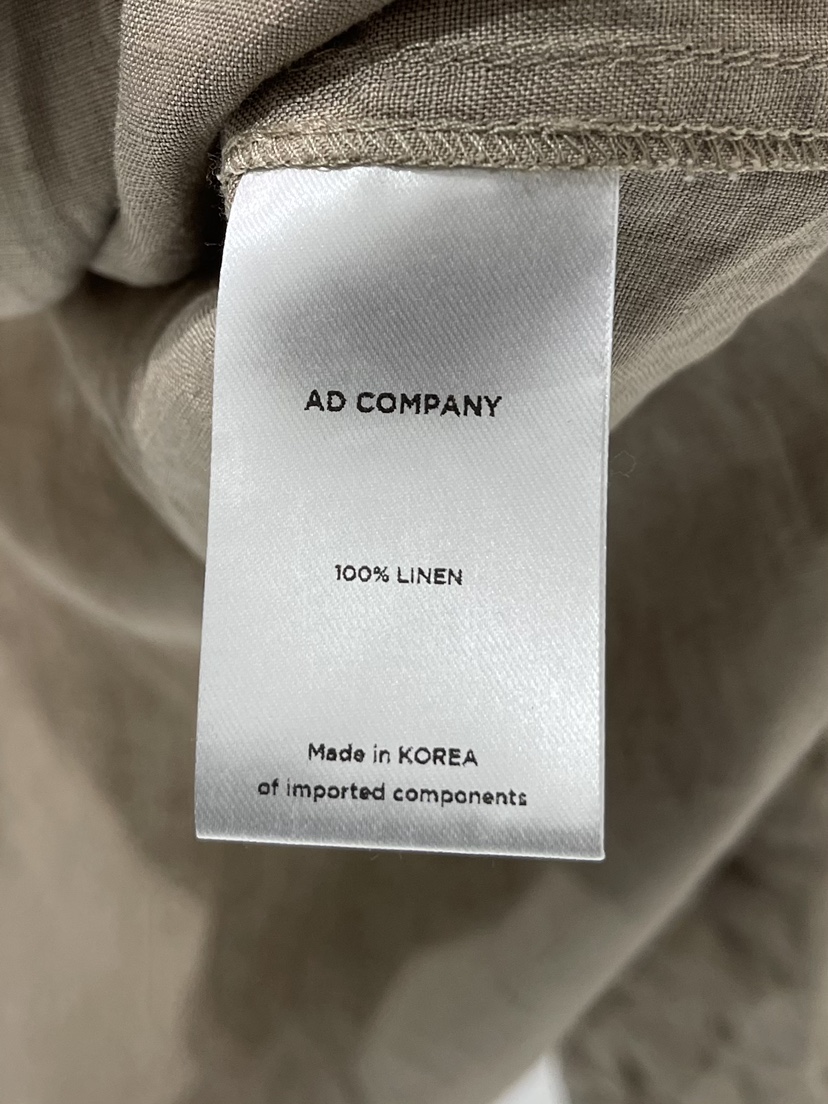 AD COMPANY
100% LINEN
Made in KOREA
of imported components